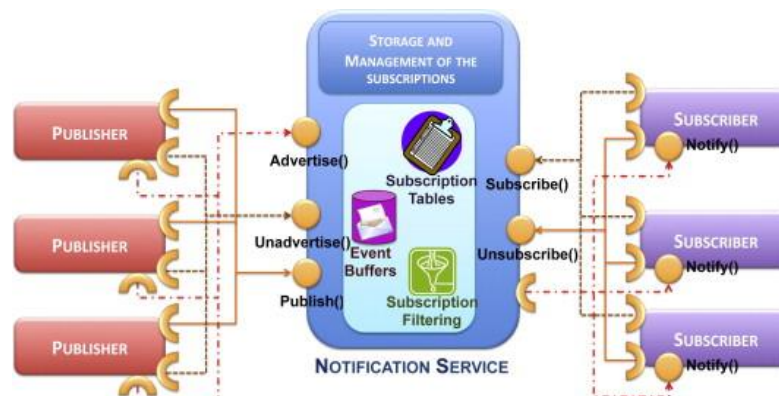 STORAGE AND
MANAGEMENT OF THE
SUBSCRIPTIONS
PUBLISHER
SUBSCRIBER
Notify()
Advertise()
Subscription
Tables
Subscribe()
PUBLISHER
SUBSCRIBER
Unadvertise()
Event
Buffers
Unsubscribe()
Notify()
Publish()
Subscription
Filtering
PUBLISHER
SUBSCRIBER
Notify()
NOTIFICATION SERVICE